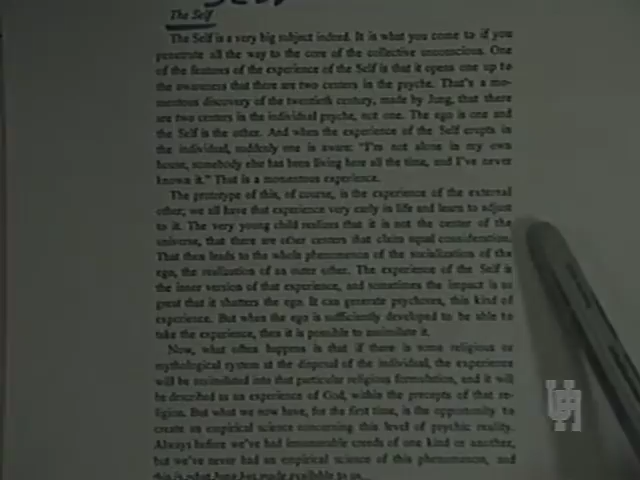 The Self
The Self is a very big subject indeed. It is what you come to if you
penetrate all the way to the core of the collective unconscious. One
of the features of the experience of the Self is that it opens one up to
the awareness that there are two centers in the psyche. That's a mo-
mentous discovery of the twentieth century, made by Jung, that there
are two centers in the individual psyche, not one. The ego is one and
the Self is the other. And when the experience of the Self erupts in
the individual, suddenly one is aware: "I'm not alone in my own
house, somebody else has been living here all the time, and I've never
known it." That is a momentous experience.
The prototype of this, of course, is the experience of the external
other; we all have that experience very early in life and learn to adjust
to it. The very young child realizes that it is not the center of the
universe, that there are other centers that claim equal consideration.
That then leads to the whole phenomenon of the socialization of the
ego, the realization of an outer other. The experience of the Self is
the inner version of that experience, and sometimes the impact is so
great that it shatters the ego. It can generate psychoses, this kind of
experience. But when the ego is sufficiently developed to be able to
take the experience, then it is possible to assimilate it.
Now, what often happens is that if there is some religious or
mythological system at the disposal of the individual, the experience
will be assimilated into that particular religious formulation, and it will
be described as an experience of God, within the precepts of that re-
ligion. But what we now have, for the first time, is the opportunity to
create an empirical science concerning this level of psychic reality.
Always before we've had innumerable creeds of one kind or another,
but we've never had an empirical science of this phenomenon, and
this is what Jung has made available to us.